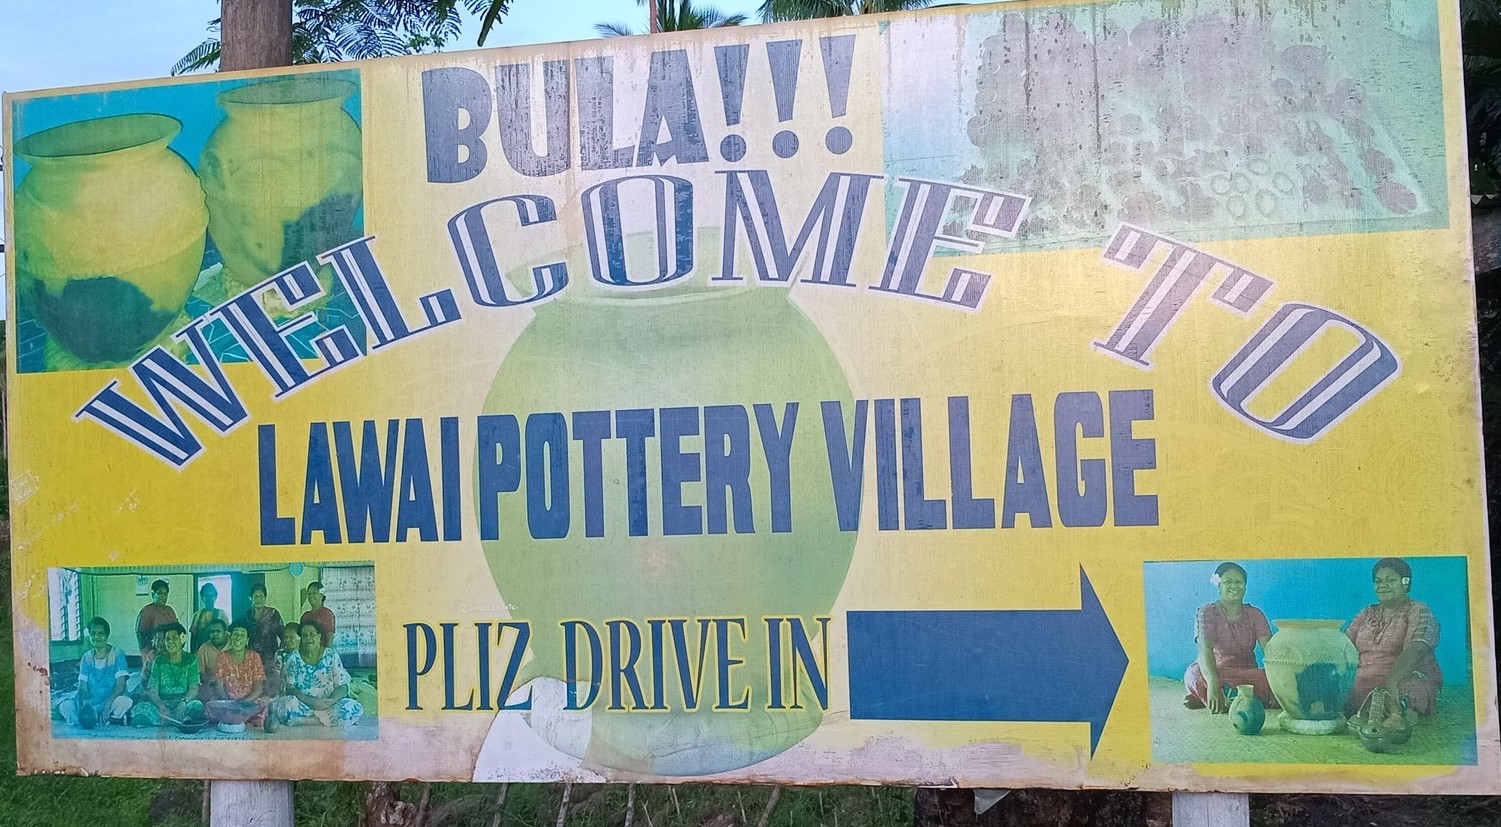 BULA!!!
WELCOME TO
LAWAI POTTERY VILLAGE
PLIZ DRIVE IN